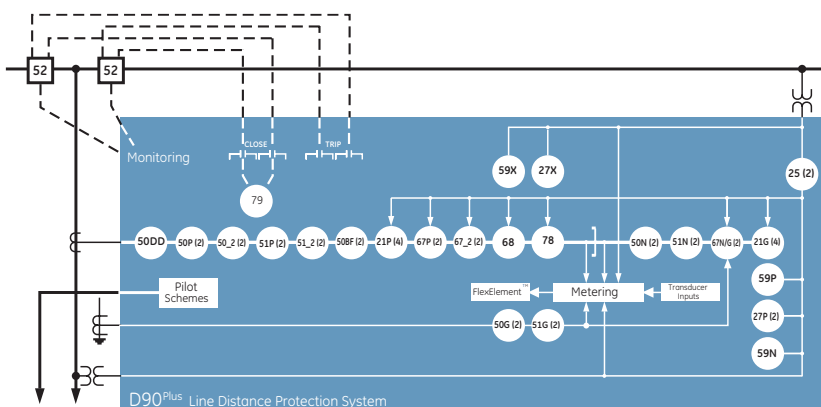 52
52
CLOSE
TRIP
Monitoring
59X
27X
25 (2)
79
50DD
50P (2)
50_2 (2)
51P (2)
51_2 (2)
50BF (2)
21P (4)
67P (2)
67_2 (2)
68
78
50N (2)
51N (2)
67N/G (2)
21G (4)
Pilot
Schemes
FlexElement™
Metering
Transducer
Inputs
59P
50G (2)
51G (2)
27P (2)
59N
D90Plus Line Distance Protection System